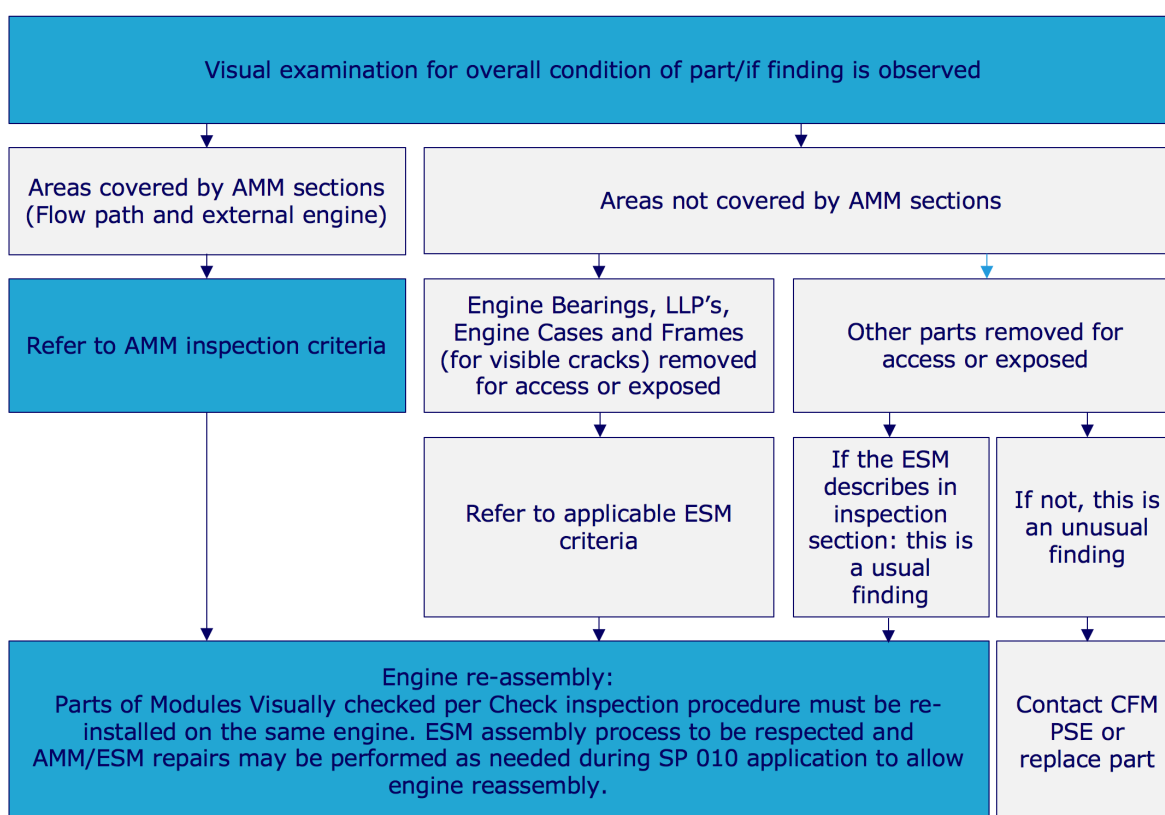 Visual examination for overall condition of part/if finding is observed
Areas covered by AMM sections
(Flow path and external engine)
Areas not covered by AMM sections
Refer to AMM inspection criteria
Engine Bearings, LLP's,
Engine Cases and Frames
(for visible cracks) removed
for access or exposed
Other parts removed for
access or exposed
Refer to applicable ESM
criteria
If the ESM
describes in
inspection
section: this is
a usual
finding
If not, this is
an unusual
finding
Engine re-assembly:
Parts of Modules Visually checked per Check inspection procedure must be re-
installed on the same engine. ESM assembly process to be respected and
AMM/ESM repairs may be performed as needed during SP 010 application to allow
engine reassembly.
Contact CFM
PSE or
replace part